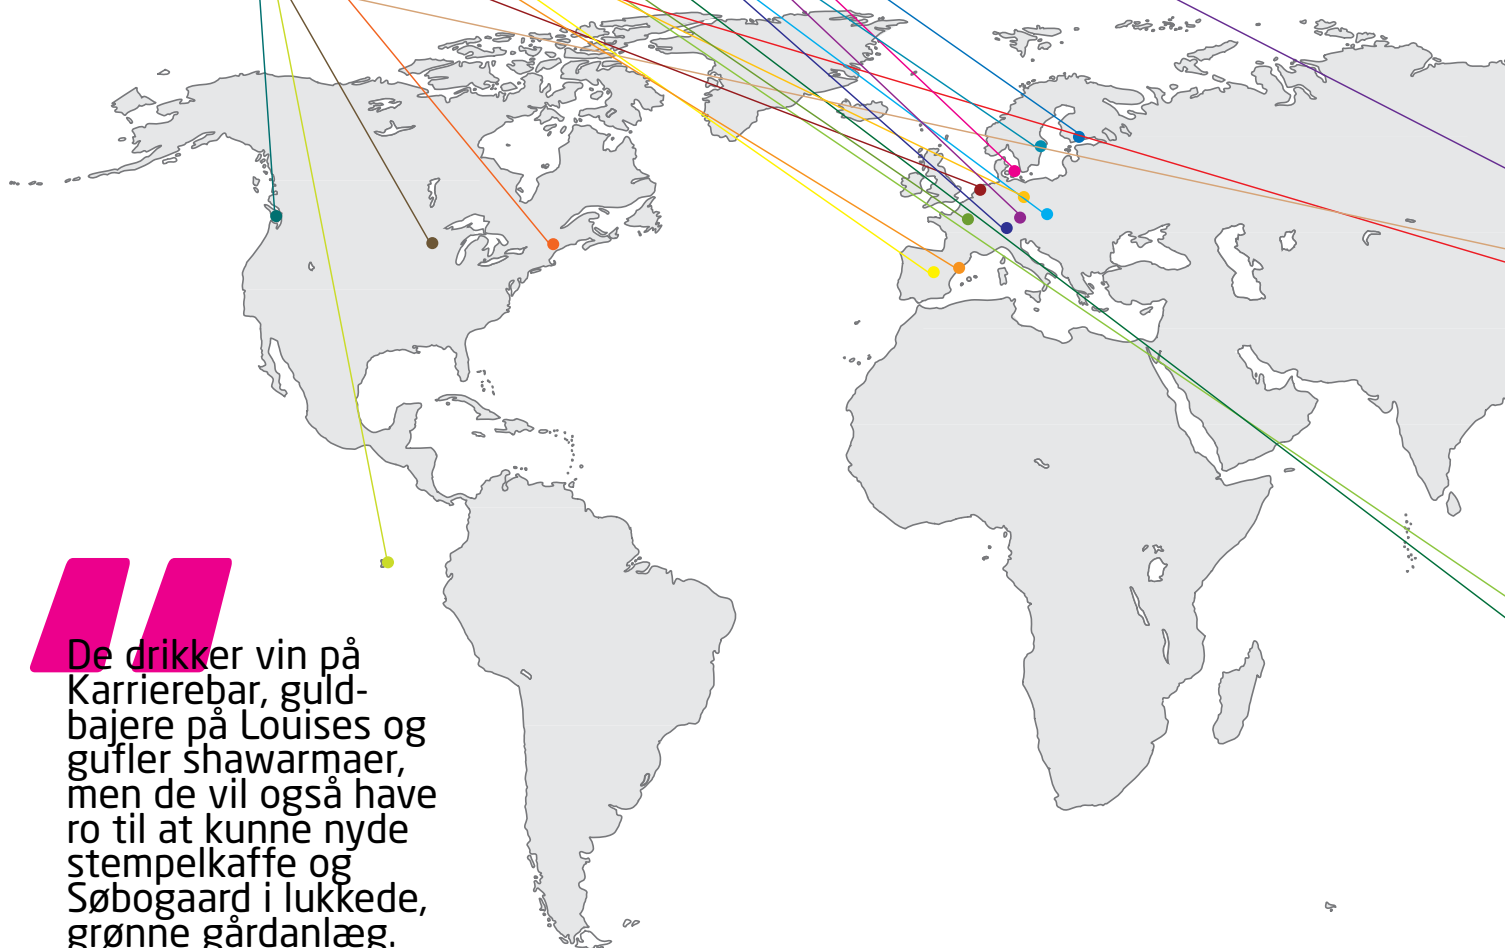 De drikker vin på
Karrierebar, guld-
bajere på Louises og
gufler shawarmaer,
men de vil også have
ro til at kunne nyde
stempelkaffe og
Søbogaard i lukkede,
grønne gårdanlæg.